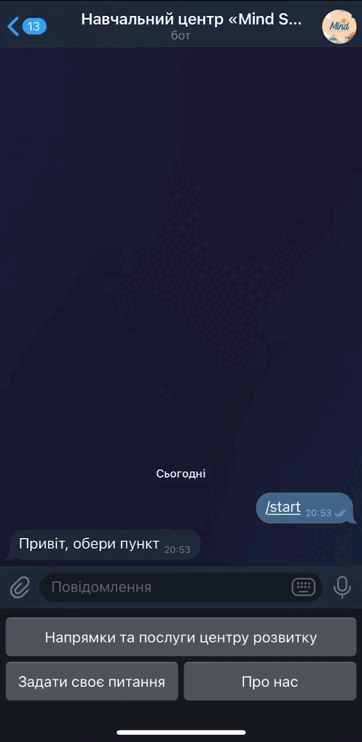 13
Навчальний центр «Mind S...
бот
Mind
Сьогодні
/start 20:53
Привіт, обери пункт 20:53
Повідомлення
Напрямки та послуги центру розвитку
Задати своє питання
Про нас